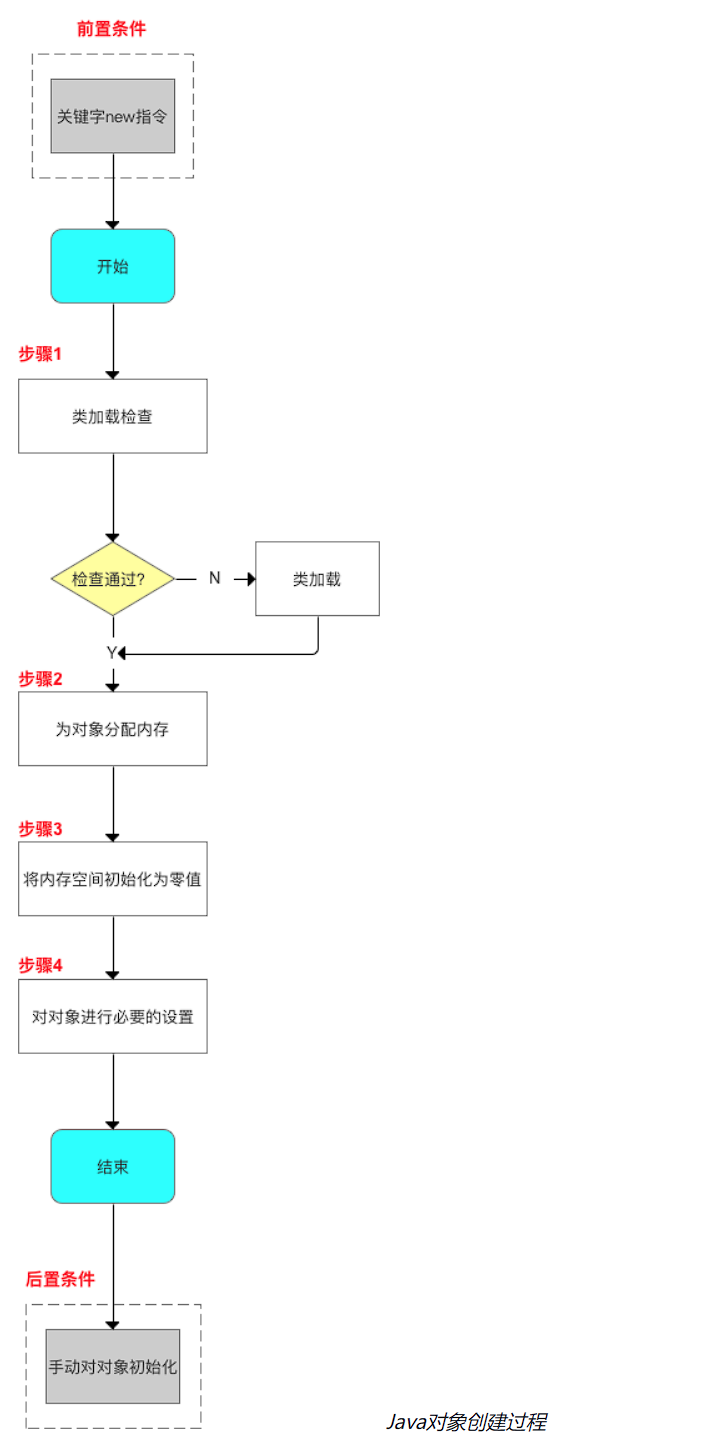 前置条件
关键字new指令
开始
步骤1
类加载检查
检查通过?
N
类加载
Y
步骤2
为对象分配内存
步骤3
将内存空间初始化为零值
步骤4
对对象进行必要的设置
结束
后置条件
手动对对象初始化
Java对象创建过程